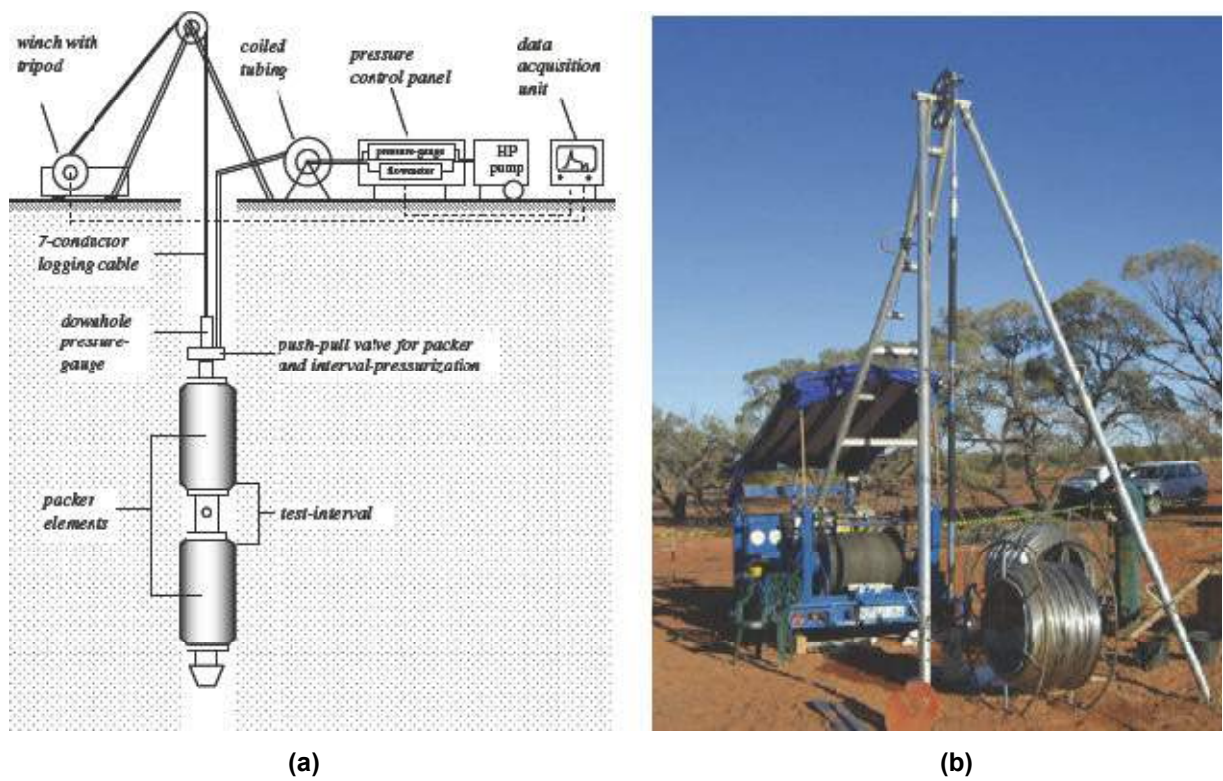 winch with
tripod
coiled
tubing
pressure
control panel
data
acquisition
unit
pressure-gauge
flowmeter
HP
pump
7-conductor
logging cable
downhole
pressure-
gauge
push-pull valve for packer
and interval-pressurization
packer
elements
test-interval
(a)
(b)